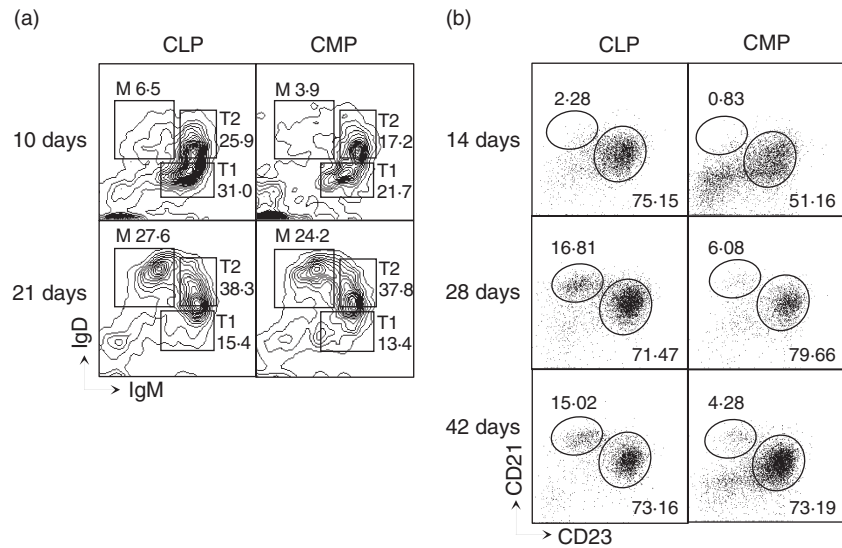 (a)
CLP CMP
10 days
M 6·5
T2
25·9
T1
31·0
M 3·9
T2
17·2
T1
21·7
21 days
M 27·6
T2
38·3
T1
15·4
M 24·2
T2
37·8
T1
13·4
IgD
IgM
(b)
CLP CMP
14 days
2·28
75·15
0·83
51·16
28 days
16·81
71·47
6·08
79·66
42 days
15·02
73·16
4·28
73·19
CD21
CD23